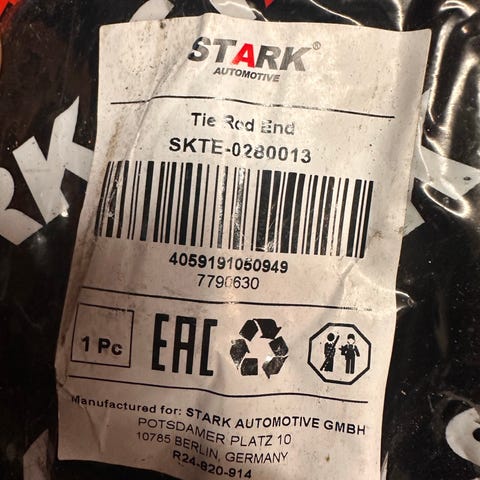 STARK®
AUTOMOTIVE
Tie Rod End
SKTE-0280013
4059191050949
7790630
1 Pc
EAC
Manufactured for: STARK AUTOMOTIVE GMBH
POTSDAMER PLATZ 10
10785 BERLIN, GERMANY
R24-820-914
RK